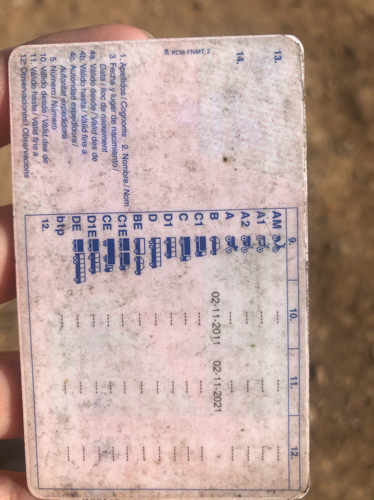 13.
14.
© RCM-FNMT
9.
10.
11.
12.
AM ---- ---- ----
A1 ---- ---- ----
A2 ---- ---- ----
A ---- ---- ----
B 02-11-2011 02-11-2021 ----
C1 ---- ---- ----
C ---- ---- ----
D1 ---- ---- ----
D ---- ---- ----
BE ---- ---- ----
C1E ---- ---- ----
CE ---- ---- ----
D1E ---- ---- ----
DE ---- ---- ----
btp ---- ---- ----
12.
1. Apellidos / Cognoms 2. Nombre / Nom
3. Fecha y lugar de nacimiento /
Data i lloc de naixement
4a. Válido desde / Vàlid des de
4b. Válido hasta / Vàlid fins a
4c. Autoridad expedidora /
Autoritat expedidora
5. Número / Número
10. Válido desde / Vàlid des de
11. Válido hasta / Vàlid fins a
12. Observaciones / Observacions